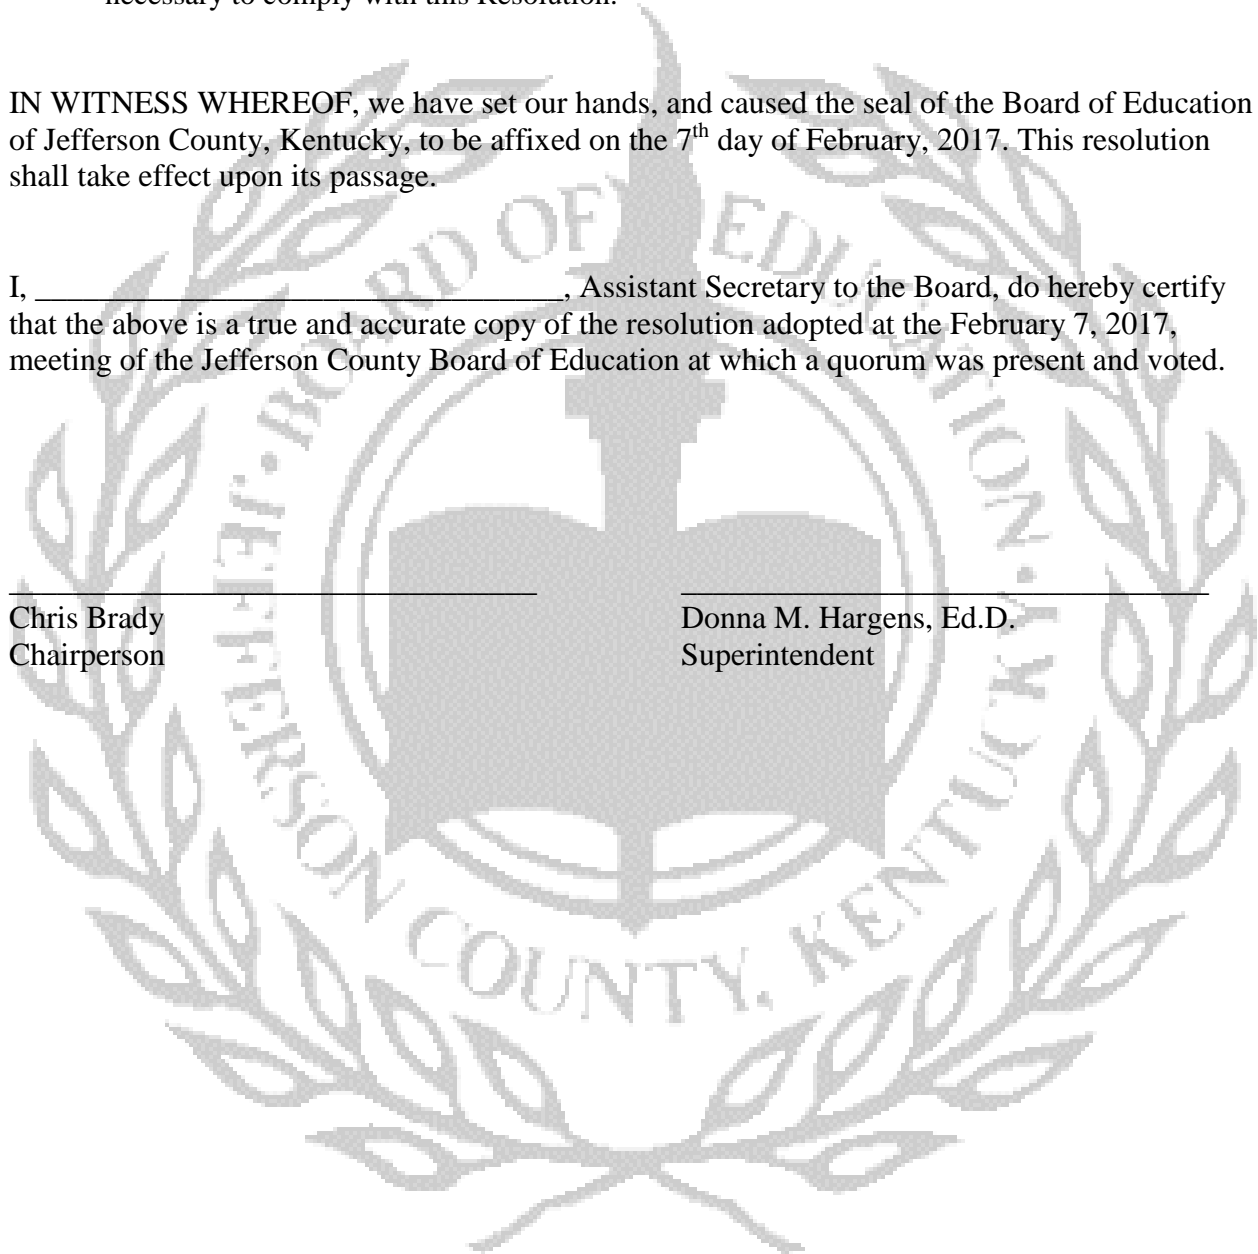 necessary to comply with this Resolution.
IN WITNESS WHEREOF, we have set our hands, and caused the seal of the Board of Education
of Jefferson County, Kentucky, to be affixed on the 7th day of February, 2017. This resolution
shall take effect upon its passage.
I, _________________________________, Assistant Secretary to the Board, do hereby certify
that the above is a true and accurate copy of the resolution adopted at the February 7, 2017,
meeting of the Jefferson County Board of Education at which a quorum was present and voted.
_________________________________ _________________________________
Chris Brady Donna M. Hargens, Ed.D.
Chairperson Superintendent
• BOARD OF EDUCATION •
JEFFERSON COUNTY, KENTUCKY